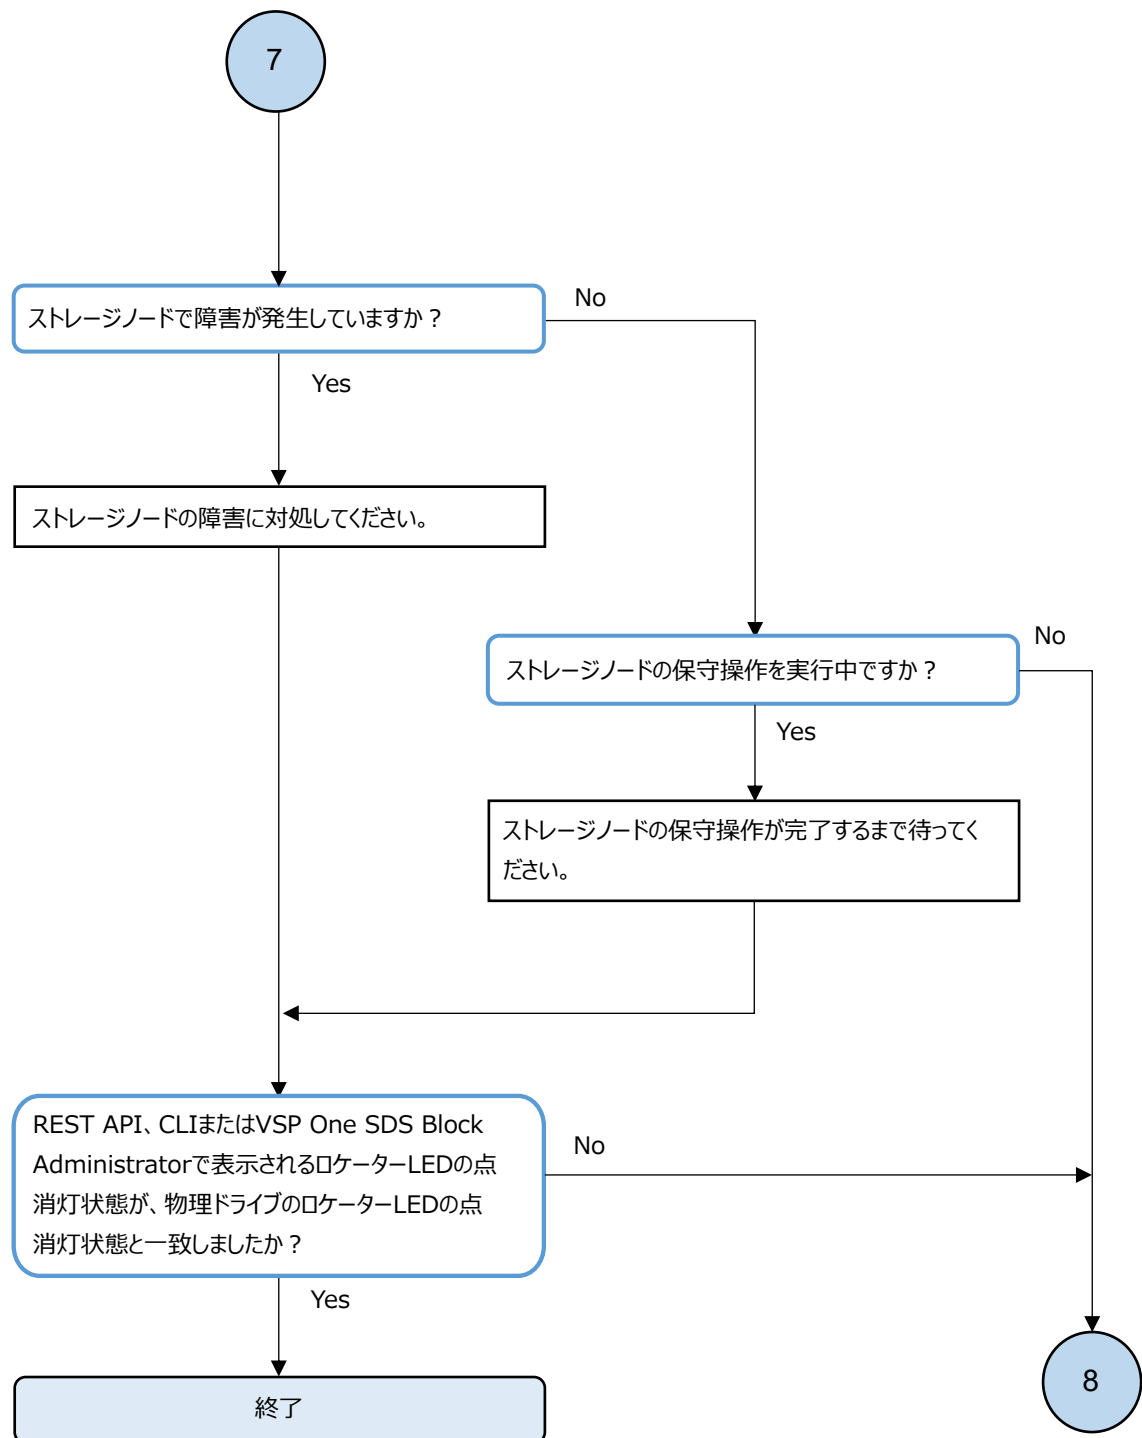 7
ストレージノードで障害が発生していますか？
No
Yes
ストレージノードの障害に対処してください。
No
ストレージノードの保守操作を実行中ですか？
Yes
ストレージノードの保守操作が完了するまで待ってく
ださい。
REST API、CLIまたはVSP One SDS Block
Administratorで表示されるロケーターLEDの点
消灯状態が、物理ドライブのロケーターLEDの点
消灯状態と一致しましたか？
No
Yes
終了
8